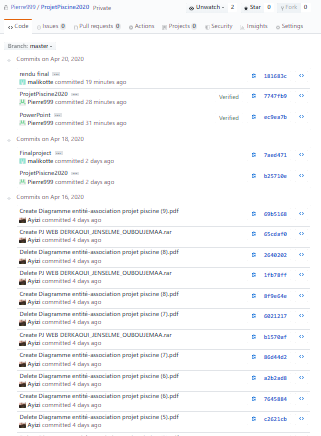 Pierre999 / ProjetPiscine2020 Private
Unwatch 2 Star 0 Fork 0
Code Issues 0 Pull requests 0 Actions Projects 0 Security Insights Settings
Branch: master
Commits on Apr 20, 2020
rendu final
malikotte committed 19 minutes ago
181683c
ProjetPiscine2020
Pierre999 committed 28 minutes ago
Verified 7747fb9
PowerPoint
Pierre999 committed 31 minutes ago
Verified ec9ea7b
Commits on Apr 18, 2020
Finalproject
malikotte committed 2 days ago
7aed471
ProjetPiscine2020
Pierre999 committed 2 days ago
b25710e
Commits on Apr 16, 2020
Create Diagramme entité-association projet piscine (9).pdf
Ayizi committed 4 days ago
69b5168
Create PJ WEB DERKAOUI_JENSELME_OUBOUJEMAA.rar
Ayizi committed 4 days ago
65cdaf0
Delete Diagramme entité-association projet piscine (8).pdf
Ayizi committed 4 days ago
2640202
Delete PJ WEB DERKAOUI_JENSELME_OUBOUJEMAA.rar
Ayizi committed 4 days ago
1fb78ff
Create Diagramme entité-association projet piscine (8).pdf
Ayizi committed 4 days ago
8f9e64e
Delete Diagramme entité-association projet piscine (7).pdf
Ayizi committed 4 days ago
6021217
Create PJ WEB DERKAOUI_JENSELME_OUBOUJEMAA.rar
Ayizi committed 4 days ago
b1570af
Create Diagramme entité-association projet piscine (7).pdf
Ayizi committed 4 days ago
86d44d2
Delete Diagramme entité-association projet piscine (6).pdf
Ayizi committed 4 days ago
a2b2ad8
Create Diagramme entité-association projet piscine (6).pdf
Ayizi committed 4 days ago
7645884
Delete Diagramme entité-association projet piscine (5).pdf
Ayizi committed 4 days ago
c2621cb